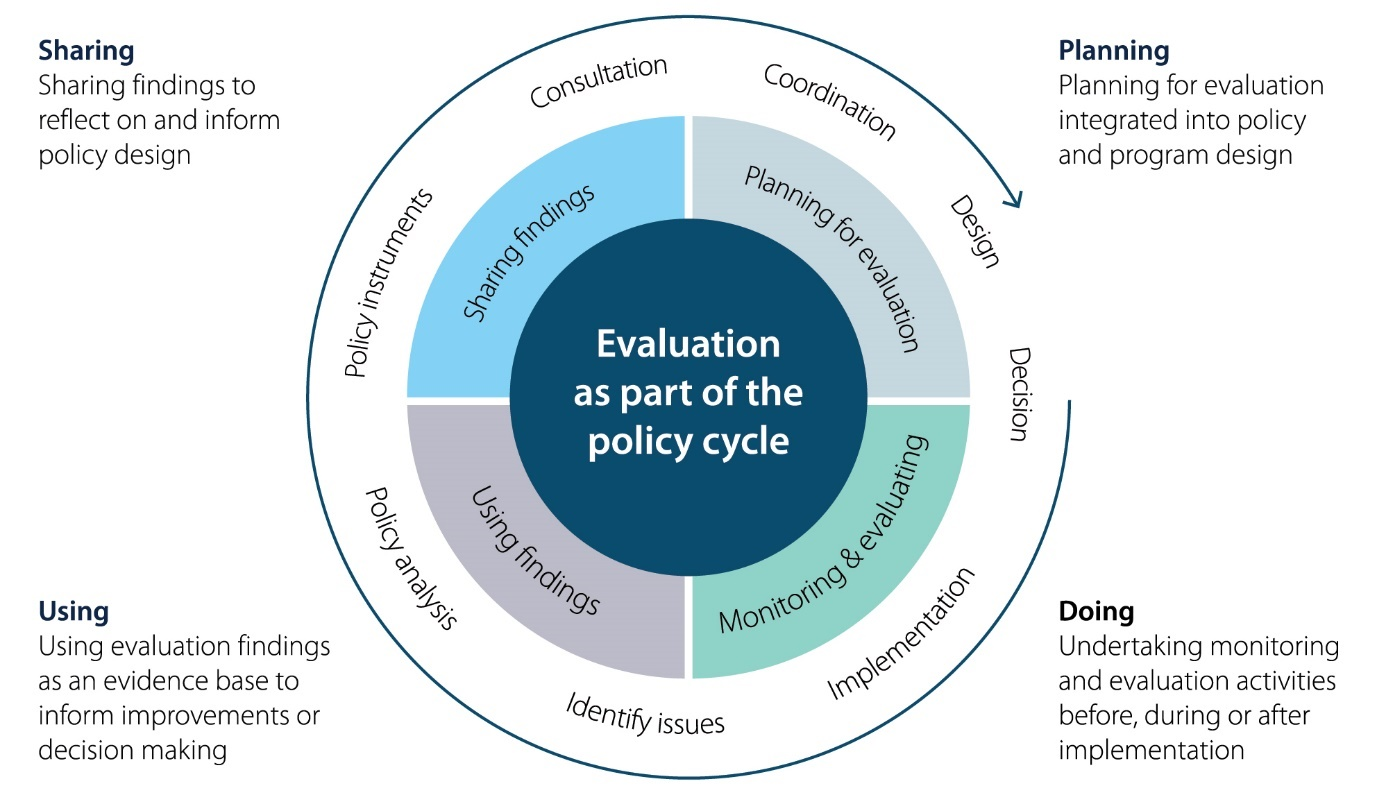 Sharing
Sharing findings to
reflect on and inform
policy design
Planning
Planning for evaluation
integrated into policy
and program design
Consultation
Coordination
Design
Decision
Implementation
Identify issues
Policy analysis
Policy instruments
Sharing findings
Planning for evaluation
Monitoring & evaluating
Using findings
Evaluation
as part of the
policy cycle
Using
Using evaluation findings
as an evidence base to
inform improvements or
decision making
Doing
Undertaking monitoring
and evaluation activities
before, during or after
implementation